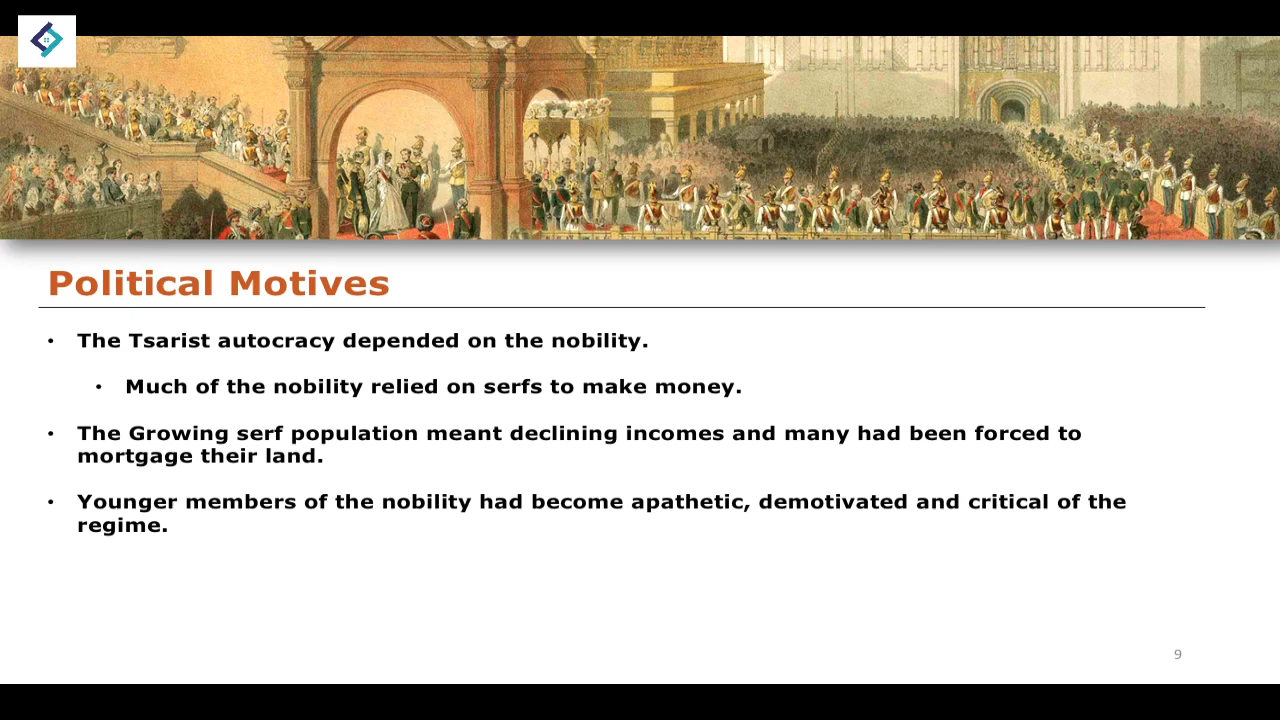 Political Motives
• The Tsarist autocracy depended on the nobility.
• Much of the nobility relied on serfs to make money.
• The Growing serf population meant declining incomes and many had been forced to
mortgage their land.
• Younger members of the nobility had become apathetic, demotivated and critical of the
regime.
9